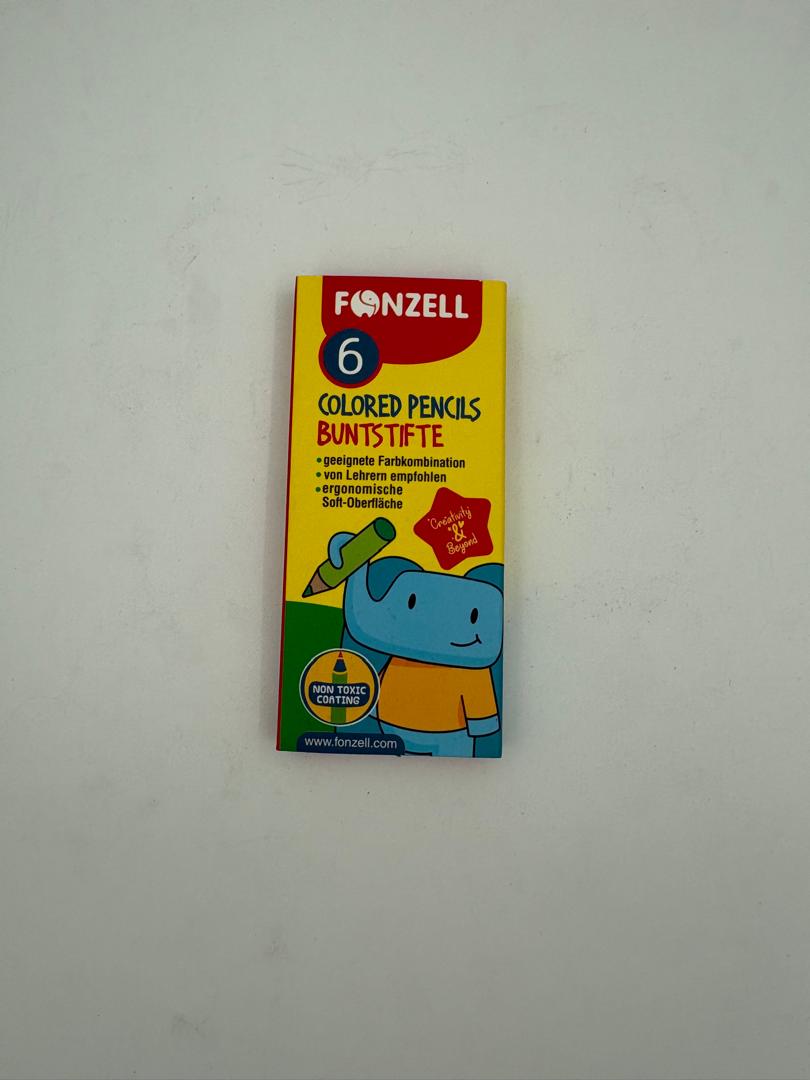 FONZELL
6
COLORED PENCILS
BUNTSTIFTE
• geeignete Farbkombination
• von Lehrern empfohlen
• ergonomische
Soft-Oberfläche
Creativity
&
Beyond
NON TOXIC
COATING
www.fonzell.com